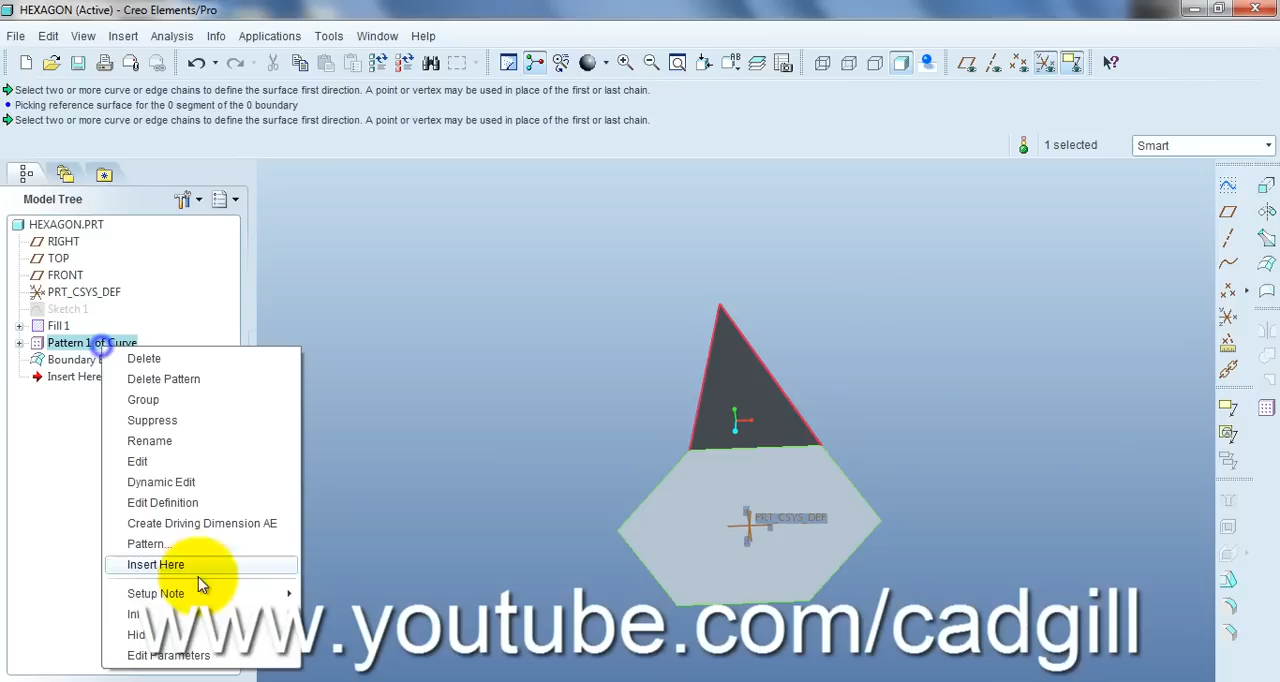 HEXAGON (Active) - Creo Elements/Pro
File Edit View Insert Analysis Info Applications Tools Window Help
Select two or more curve or edge chains to define the surface first direction. A point or vertex may be used in place of the first or last chain.
Picking reference surface for the 0 segment of the 0 boundary
Select two or more curve or edge chains to define the surface first direction. A point or vertex may be used in place of the first or last chain.
1 selected Smart
Model Tree
HEXAGON.PRT
RIGHT
TOP
FRONT
PRT_CSYS_DEF
Sketch 1
Fill 1
Pattern 1 of Curve
Boundary
Insert Here
Delete
Delete Pattern
Group
Suppress
Rename
Edit
Dynamic Edit
Edit Definition
Create Driving Dimension AE
Pattern...
Insert Here
Setup Note
Edit Parameters
PRT_CSYS_DEF
www.youtube.com/cadgill